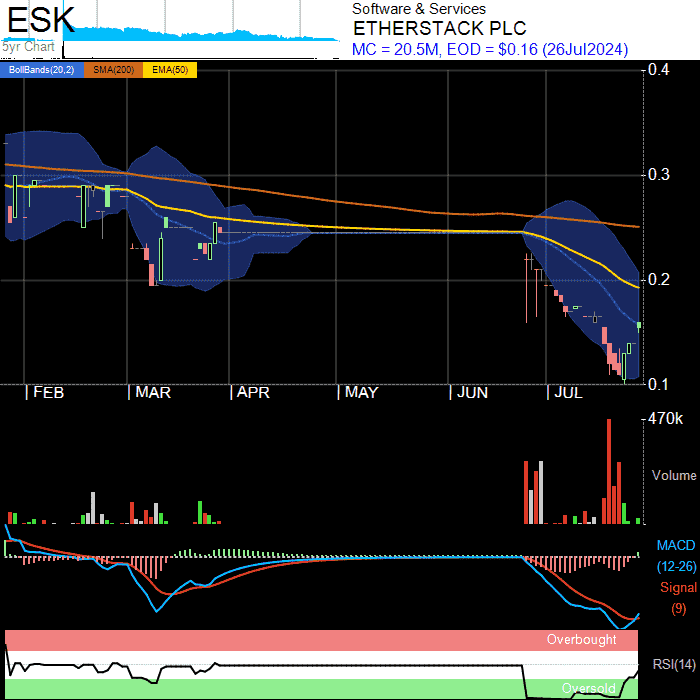 ESK
5yr Chart
Software & Services
ETHERSTACK PLC
MC = 20.5M, EOD = $0.16 (26Jul2024)
BollBands(20,2) SMA(200) EMA(50)
0.4
0.3
0.2
0.1
FEB MAR APR MAY JUN JUL
470k
Volume
MACD
(12-26)
Signal
(9)
Overbought
RSI(14)
Oversold